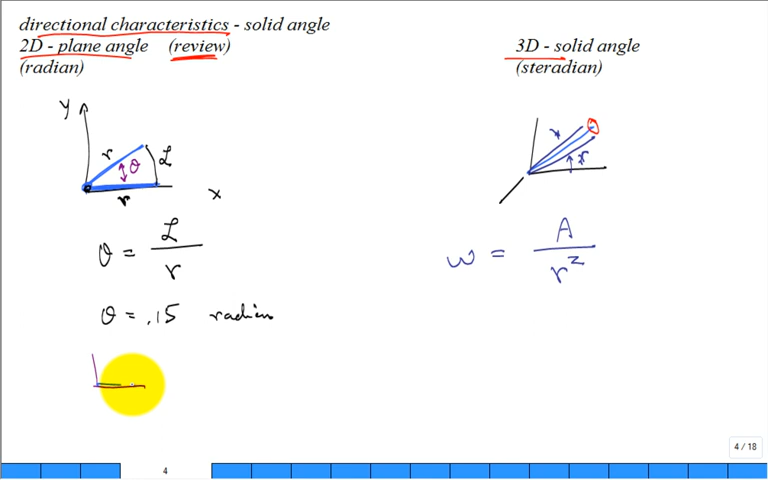 directional characteristics - solid angle
2D - plane angle (review)
(radian)
3D - solid angle
(steradian)
y
r
θ
L
r
x
r
θ = L / r
ω = A / r²
θ = .15 radians
4 / 18
4